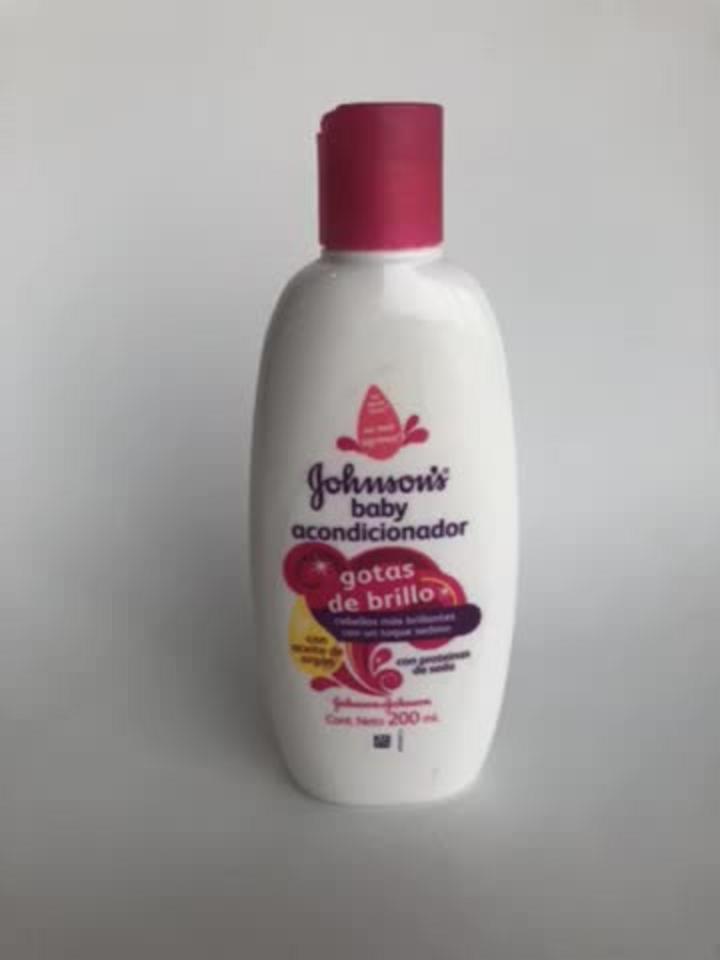 Johnson's®
baby
acondicionador
gotas
de brillo
cabellos más brillantes
con un toque sedoso
con
aceite de
argán
con proteínas
de seda
Johnson & Johnson
Cont. Neto 200 mL